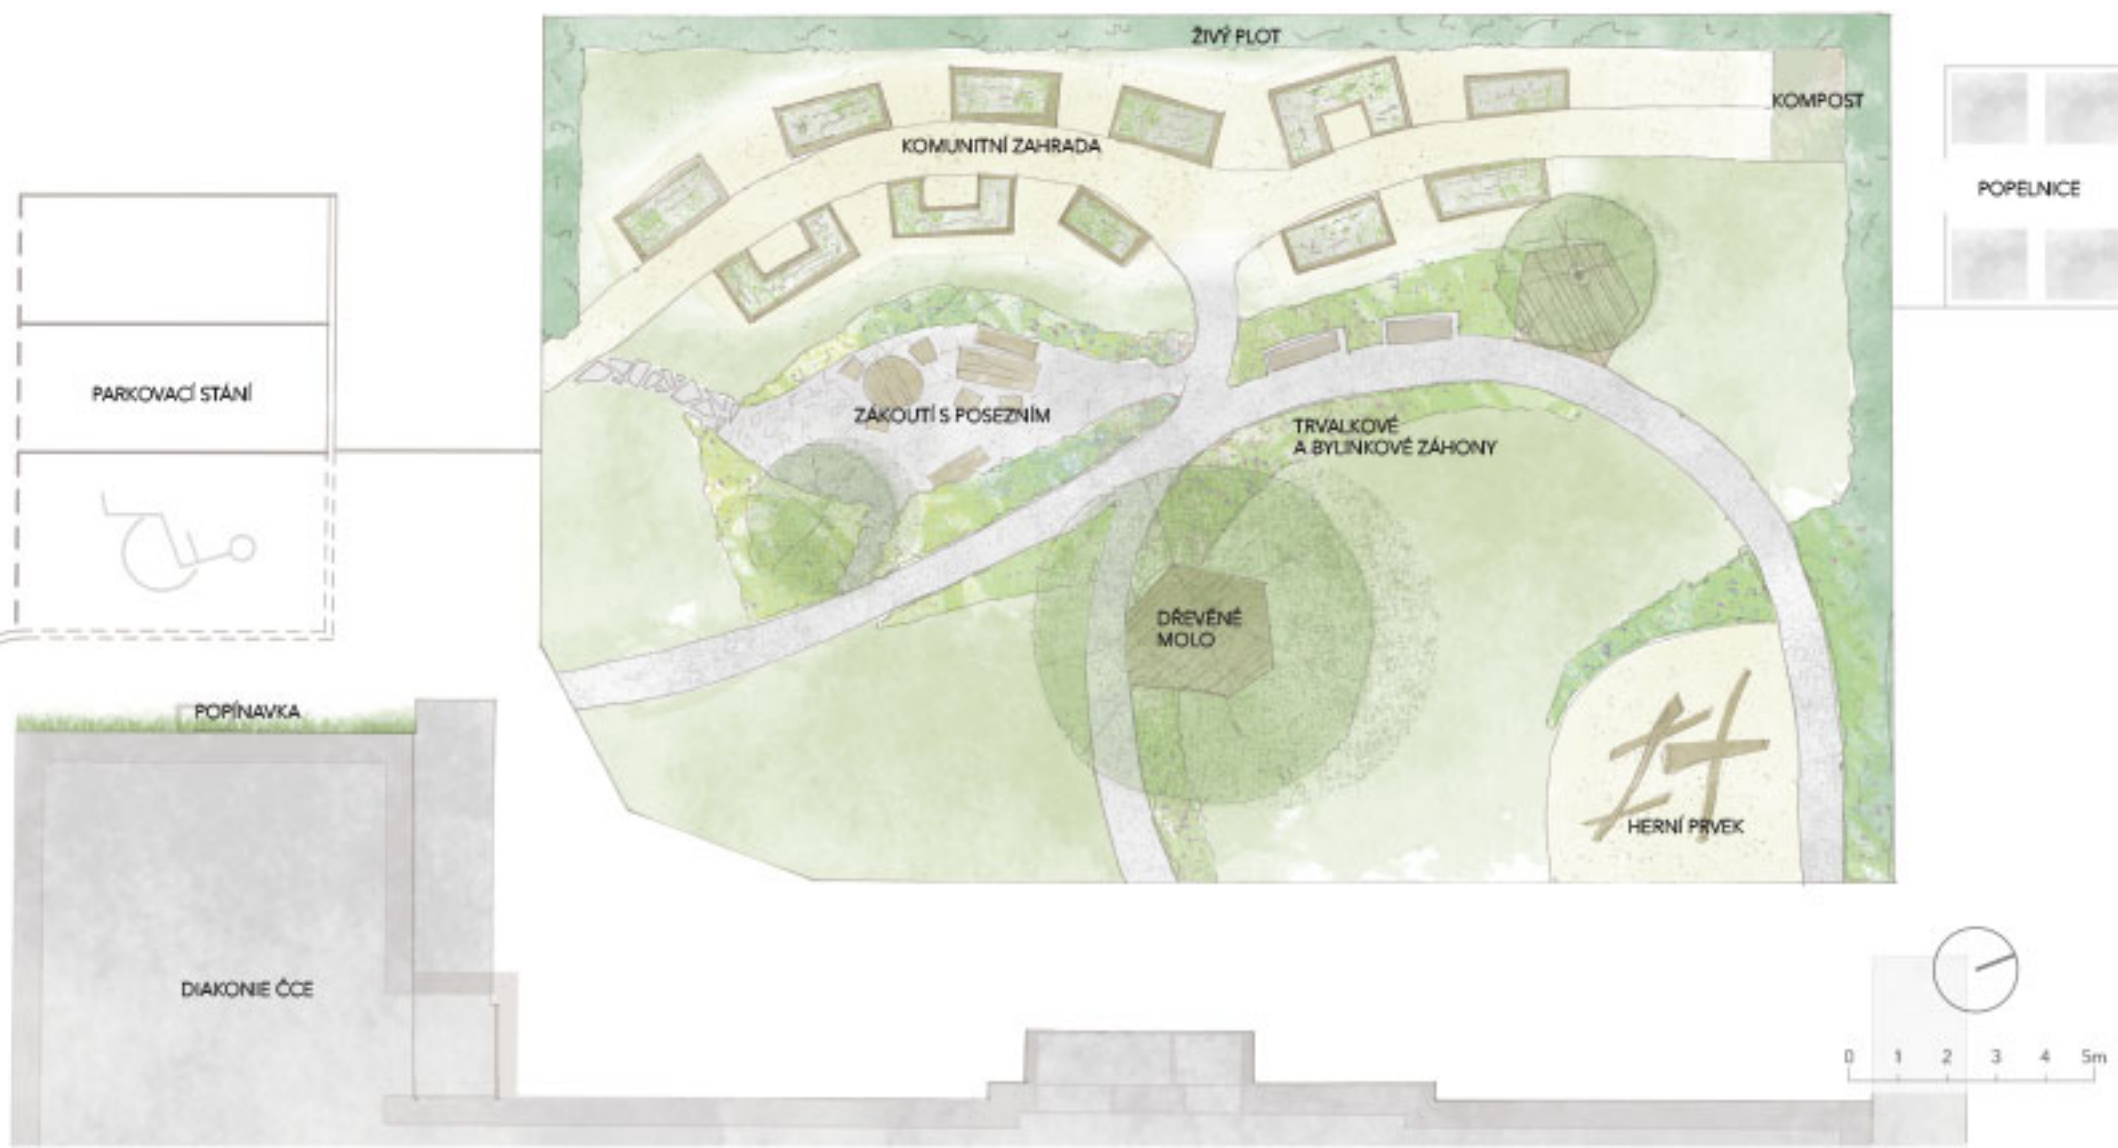 ŽIVÝ PLOT
KOMPOST
KOMUNITNÍ ZAHRADA
POPELNICE
PARKOVACÍ STÁNÍ
ZÁKOUTÍ S POSEZNÍM
TRVALKOVÉ
A BYLINKOVÉ ZÁHONY
DŘEVĚNÉ
MOLO
POPÍNAVKA
HERNÍ PRVEK
DIAKONIE ČCE
0 1 2 3 4 5m